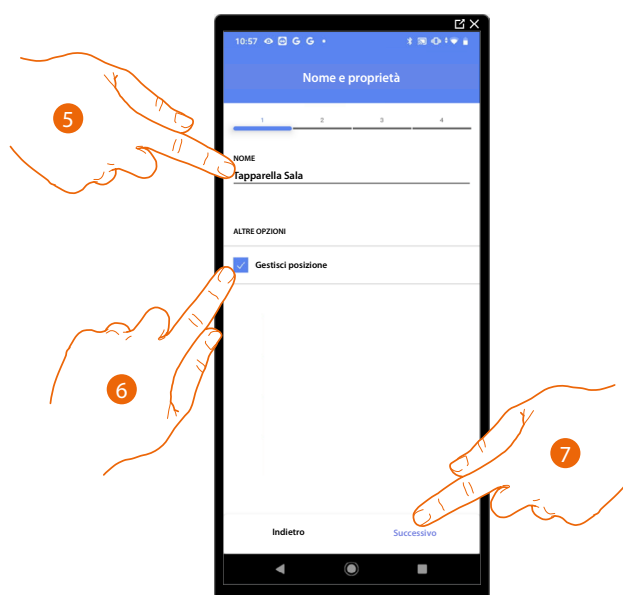 10:57 G G
Nome e proprietà
1 2 3 4
5
NOME
Tapparella Sala
ALTRE OPZIONI
Gestisci posizione
6
7
Indietro Successivo